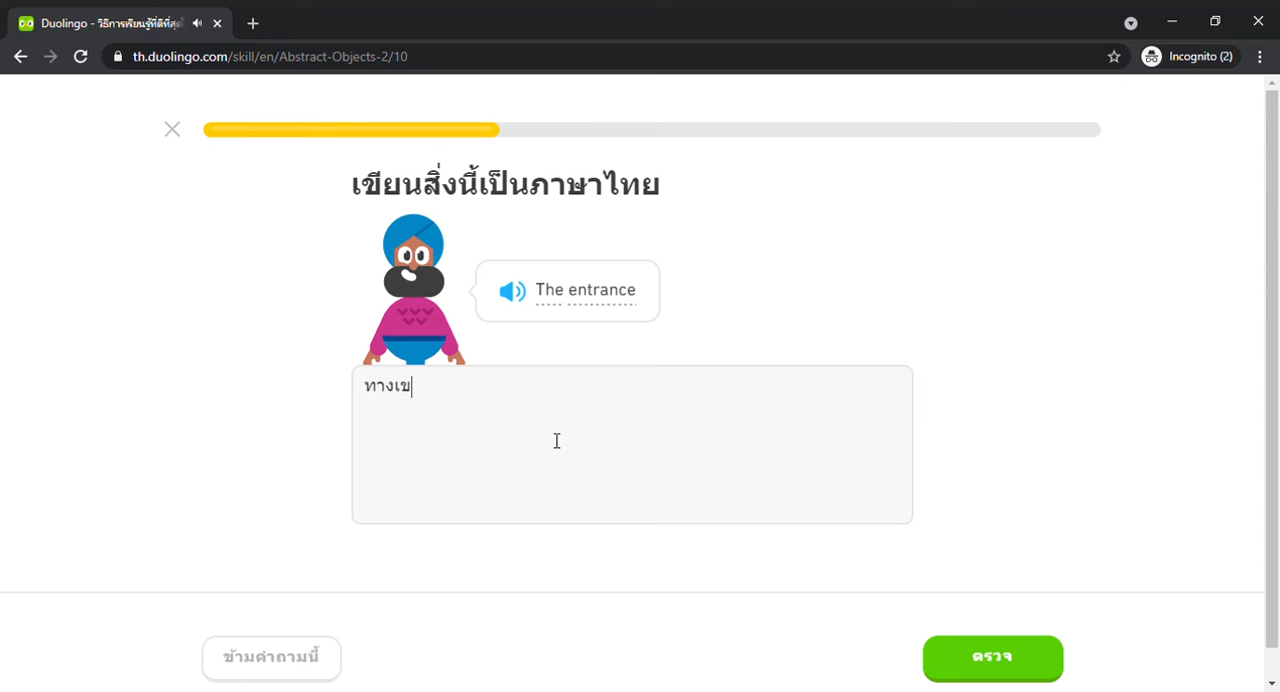 Duolingo - วิธีการเรียนรู้ที่ดีที่สุด
th.duolingo.com/skill/en/Abstract-Objects-2/10
Incognito (2)
เขียนสิ่งนี้เป็นภาษาไทย
The entrance
ทางเข
ข้ามคำถามนี้
ตรวจ